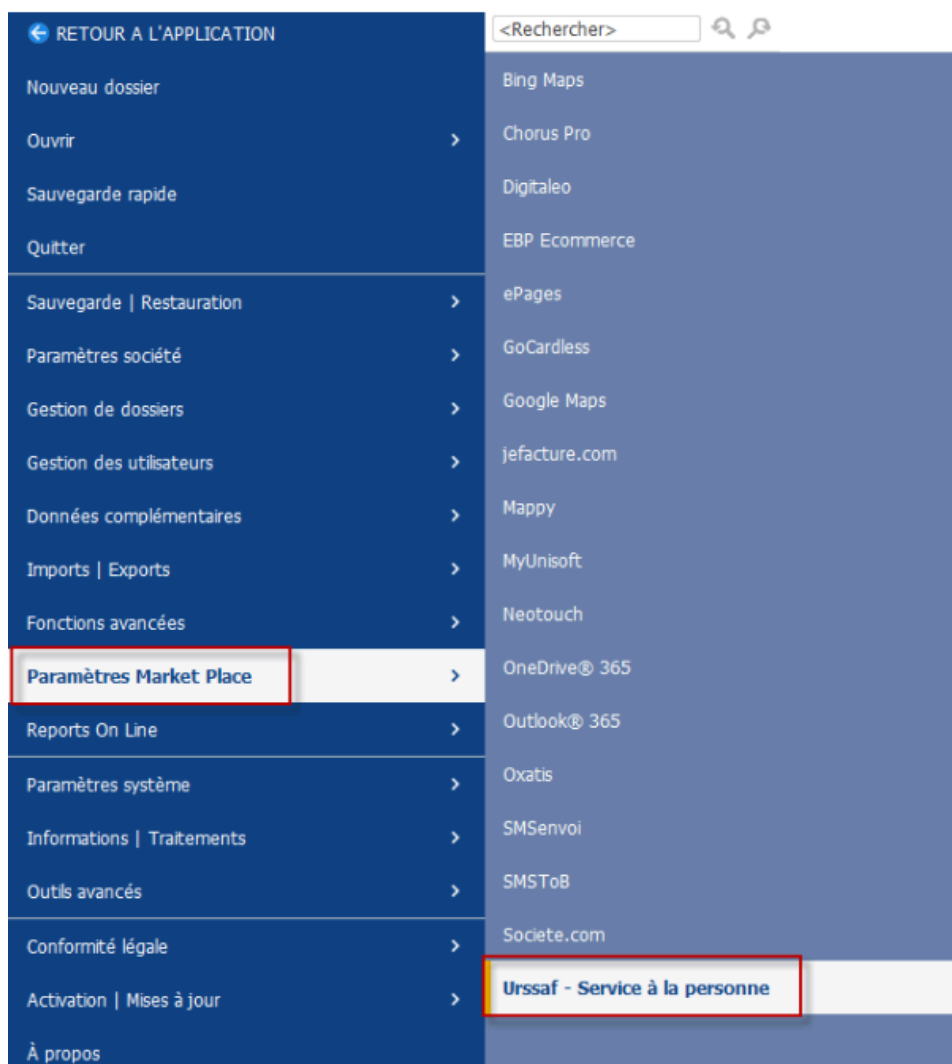 RETOUR A L'APPLICATION
Nouveau dossier
Ouvrir
Sauvegarde rapide
Quitter
Sauvegarde | Restauration
Paramètres société
Gestion de dossiers
Gestion des utilisateurs
Données complémentaires
Imports | Exports
Fonctions avancées
Paramètres Market Place
Reports On Line
Paramètres système
Informations | Traitements
Outils avancés
Conformité légale
Activation | Mises à jour
À propos
<Rechercher>
Bing Maps
Chorus Pro
Digitaleo
EBP Ecommerce
ePages
GoCardless
Google Maps
jefacture.com
Mappy
MyUnisoft
Neotouch
OneDrive® 365
Outlook® 365
Oxatis
SMSenvoi
SMSToB
Societe.com
Urssaf - Service à la personne